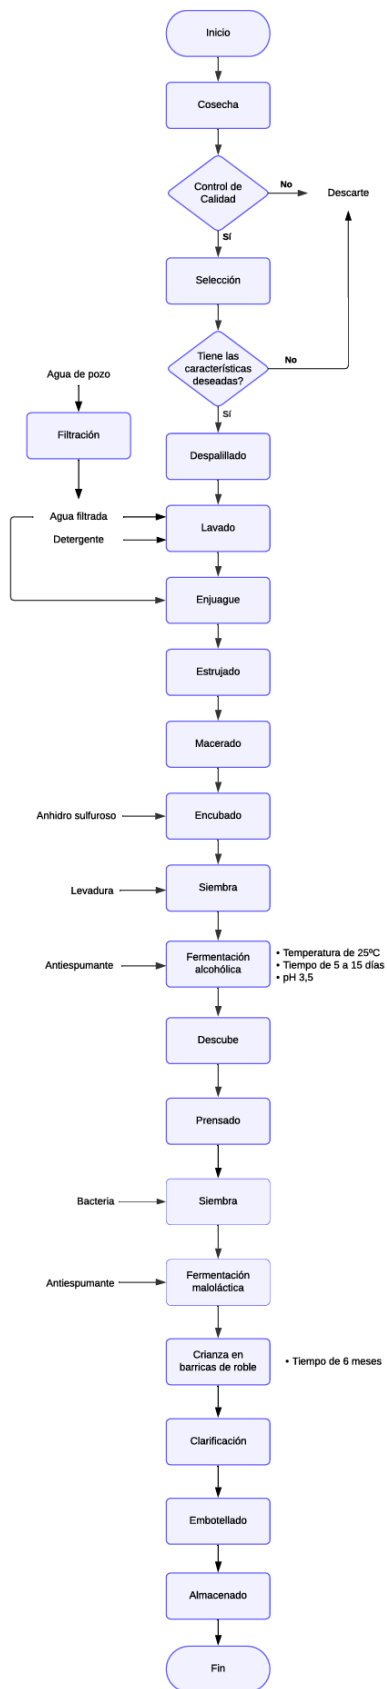 Inicio
Cosecha
Control de
Calidad
No
Descarte
Sí
Selección
Tiene las
características
deseadas?
No
Sí
Agua de pozo
Filtración
Despalillado
Agua filtrada
Detergente
Lavado
Enjuague
Estrujado
Macerado
Anhidro sulfuroso
Encubado
Levadura
Siembra
Antiespumante
Fermentación
alcohólica
• Temperatura de 25ºC
• Tiempo de 5 a 15 días
• pH 3,5
Descube
Prensado
Bacteria
Siembra
Antiespumante
Fermentación
maloláctica
Crianza en
barricas de roble
• Tiempo de 6 meses
Clarificación
Embotellado
Almacenado
Fin